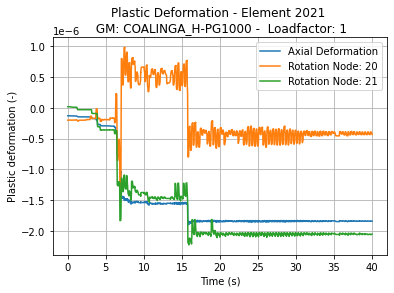 Plastic Deformation - Element 2021
GM: COALINGA_H-PG1000 - Loadfactor: 1
1e−6
Axial Deformation
Rotation Node: 20
Rotation Node: 21
Plastic deformation (-)
1.0
0.5
0.0
−0.5
−1.0
−1.5
−2.0
0 5 10 15 20 25 30 35 40
Time (s)